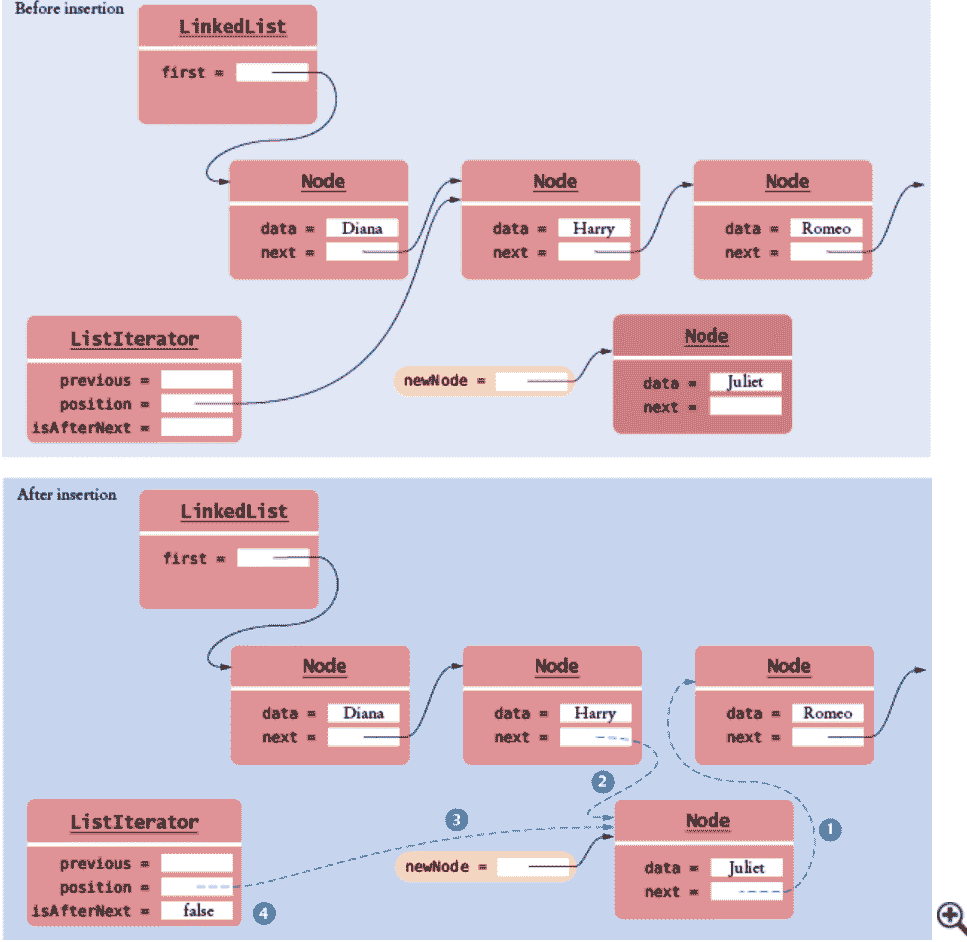 Before insertion
LinkedList
first =
Node
Node
Node
data = Diana
data = Harry
data = Romeo
next =
next =
next =
ListIterator
Node
previous =
newNode =
data = Juliet
position =
next =
isAfterNext =
After insertion
LinkedList
first =
Node
Node
Node
data = Diana
data = Harry
data = Romeo
next =
next =
next =
2
ListIterator
3
Node
1
previous =
newNode =
data = Juliet
position =
next =
isAfterNext = false
4